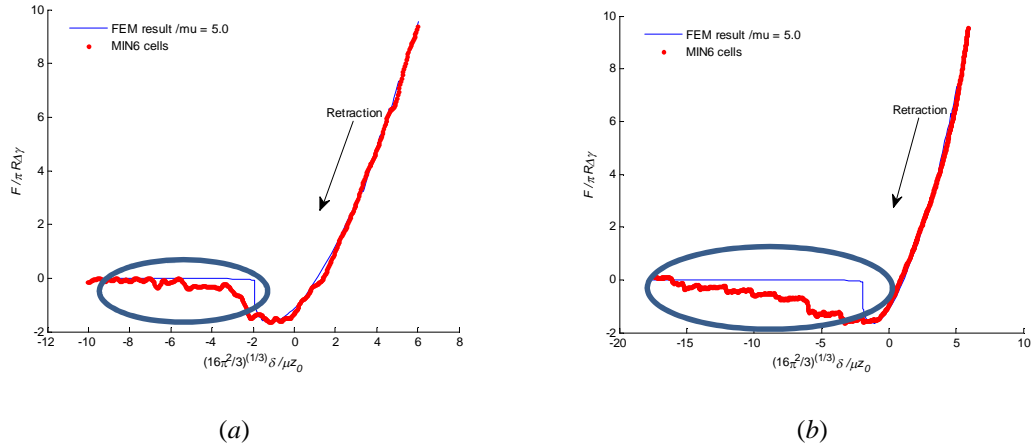 FEM result /mu = 5.0
MIN6 cells
Retraction
F/π RΔγ
10
8
6
4
2
0
-2
-12 -10 -8 -6 -4 -2 0 2 4 6 8
(16π²/3)^(1/3) δ/μz₀
(a)
FEM result /mu = 5.0
MIN6 cells
Retraction
F/π RΔγ
10
8
6
4
2
0
-2
-20 -15 -10 -5 0 5 10
(16π²/3)^(1/3) δ/μz₀
(b)